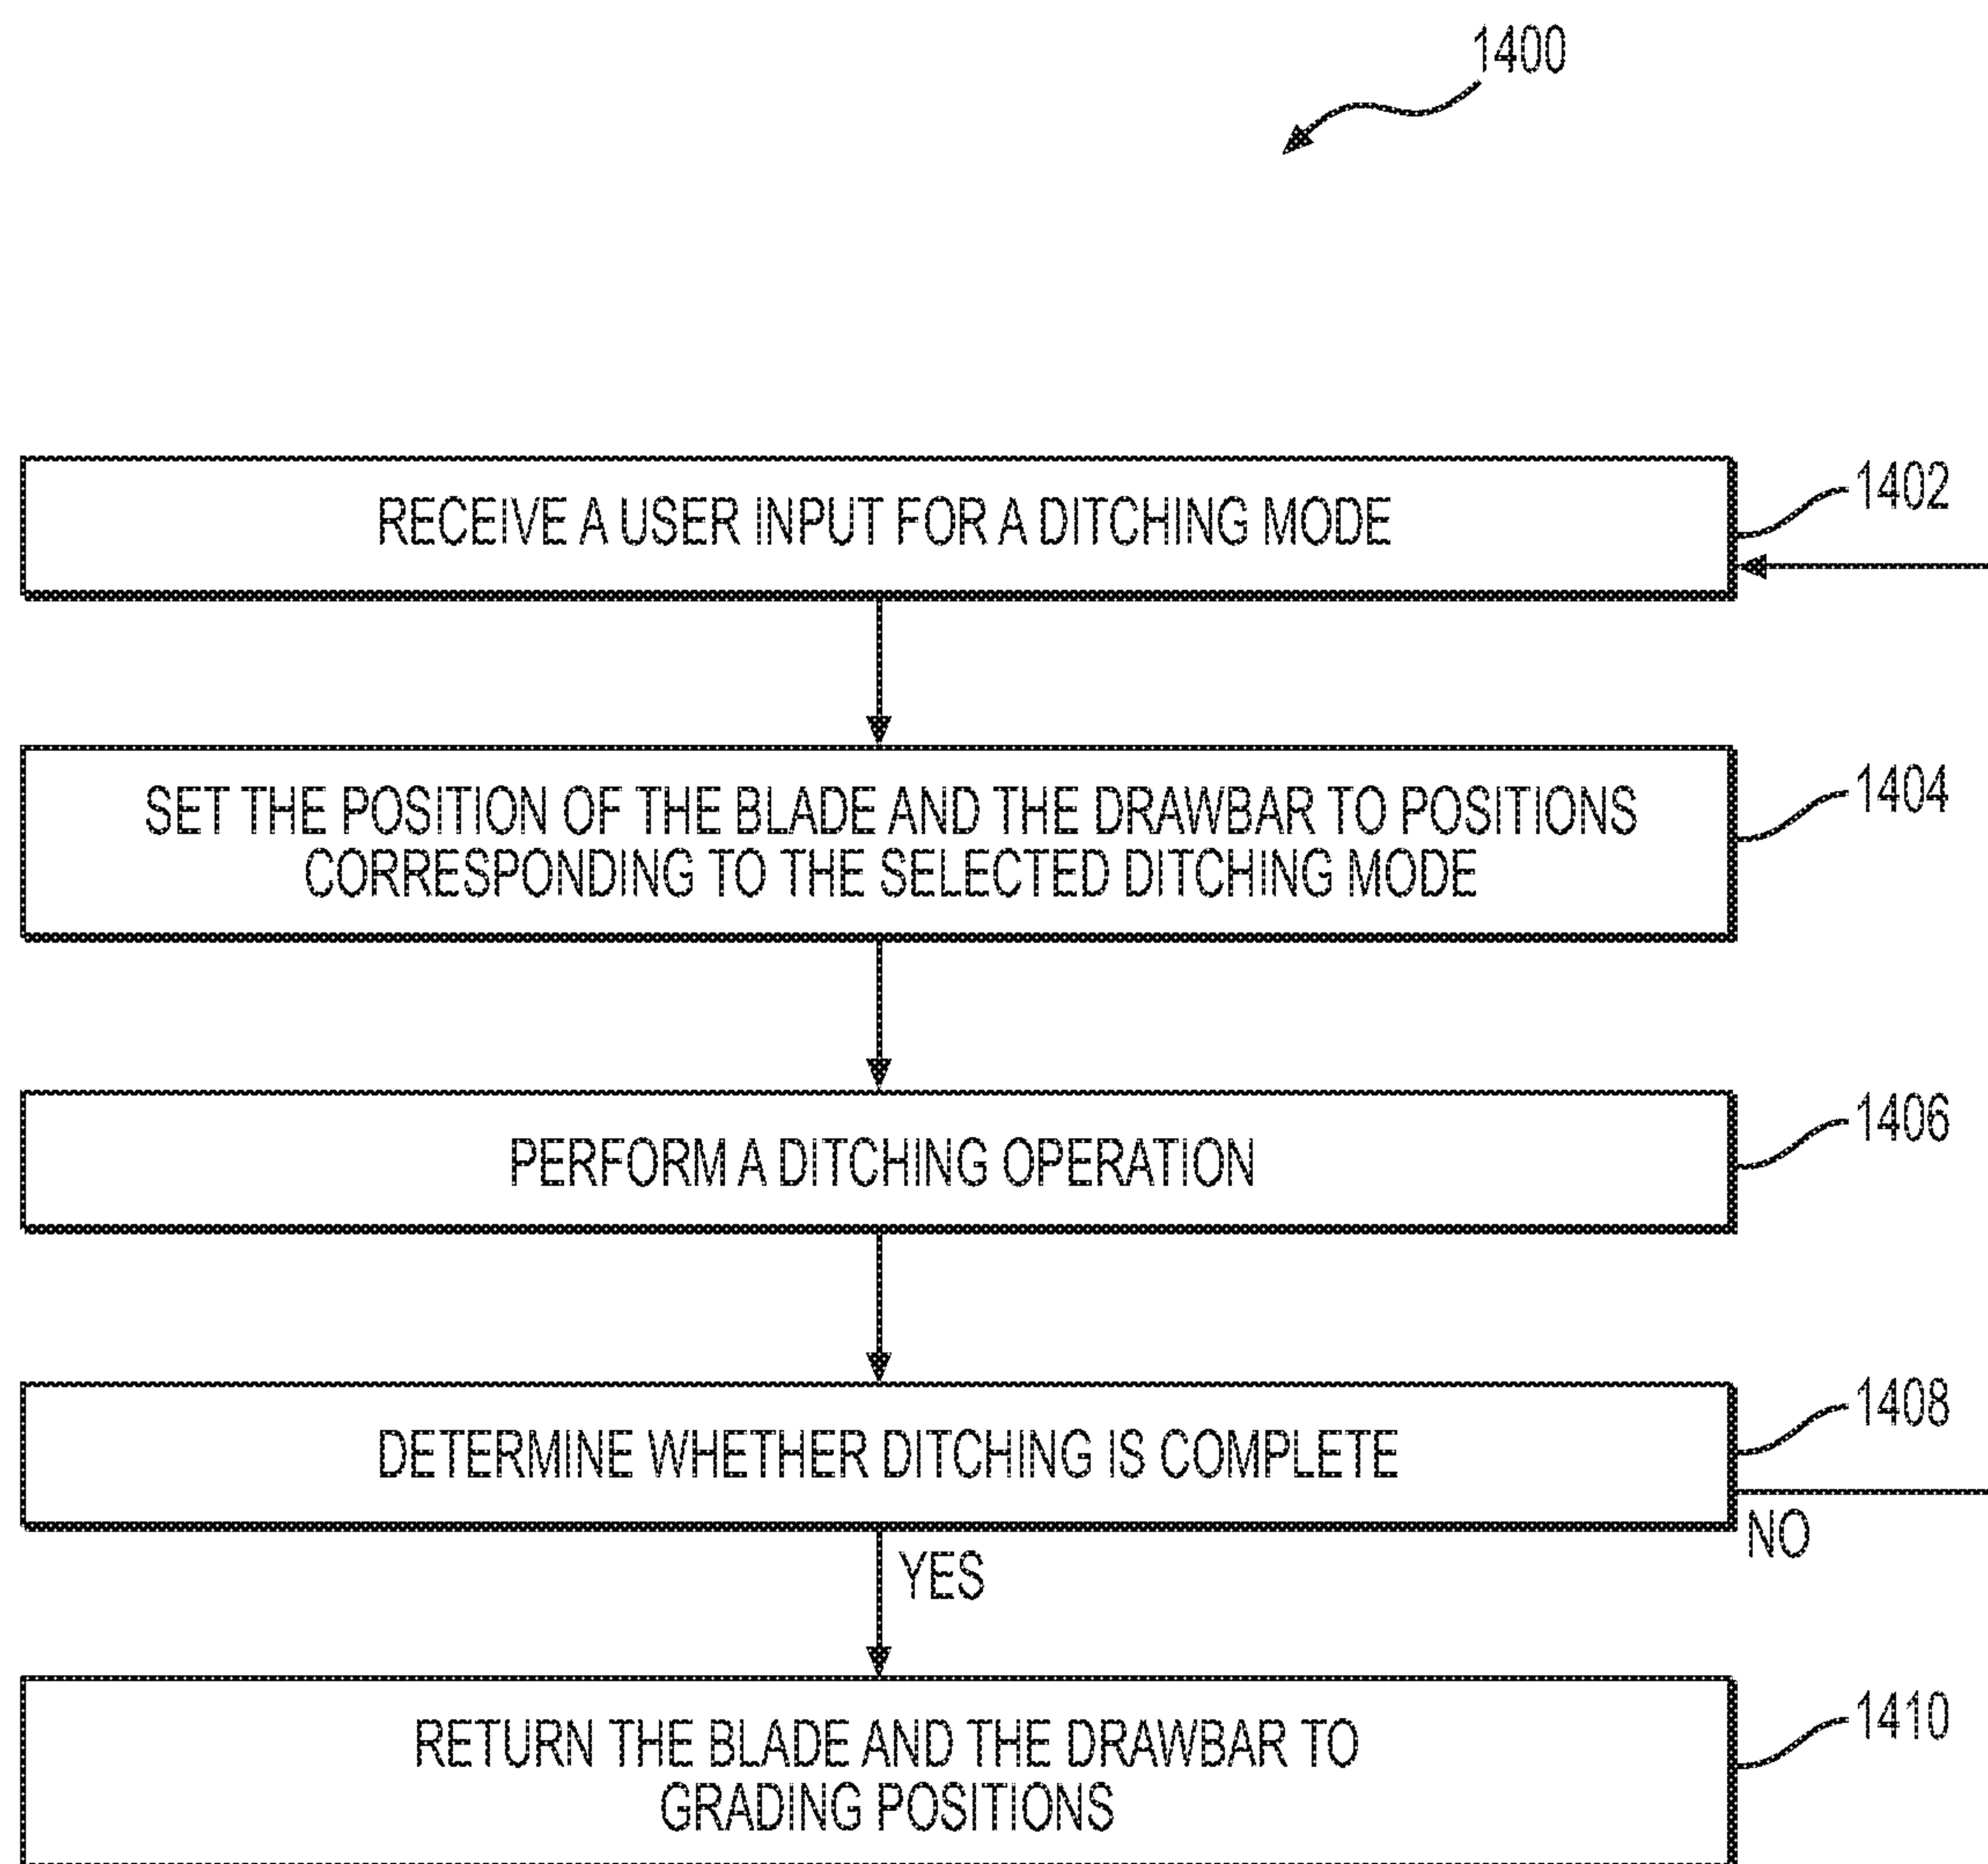 1400
RECEIVE A USER INPUT FOR A DITCHING MODE
1402
SET THE POSITION OF THE BLADE AND THE DRAWBAR TO POSITIONS
CORRESPONDING TO THE SELECTED DITCHING MODE
1404
PERFORM A DITCHING OPERATION
1406
DETERMINE WHETHER DITCHING IS COMPLETE
1408
NO
YES
RETURN THE BLADE AND THE DRAWBAR TO
GRADING POSITIONS
1410